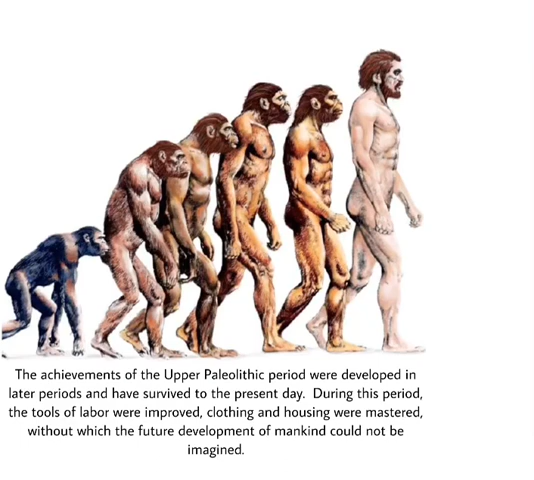 The achievements of the Upper Paleolithic period were developed in
later periods and have survived to the present day. During this period,
the tools of labor were improved, clothing and housing were mastered,
without which the future development of mankind could not be
imagined.